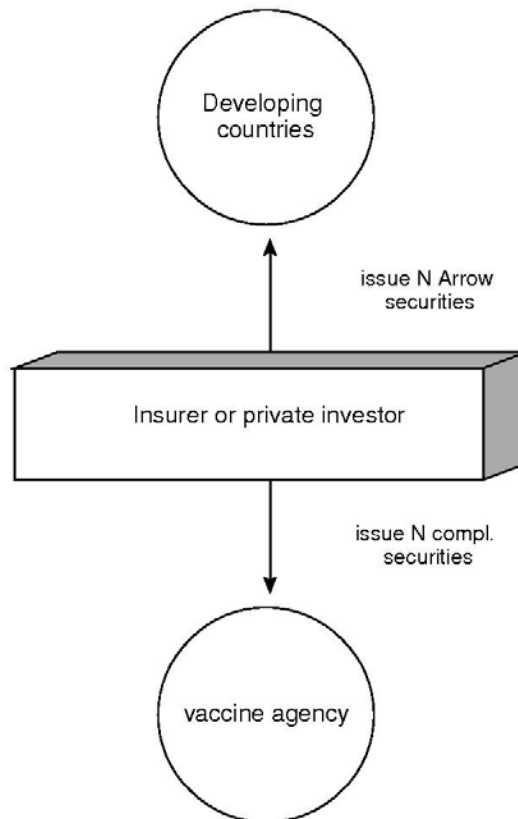 Developing
countries
issue N Arrow
securities
Insurer or private investor
issue N compl.
securities
vaccine agency